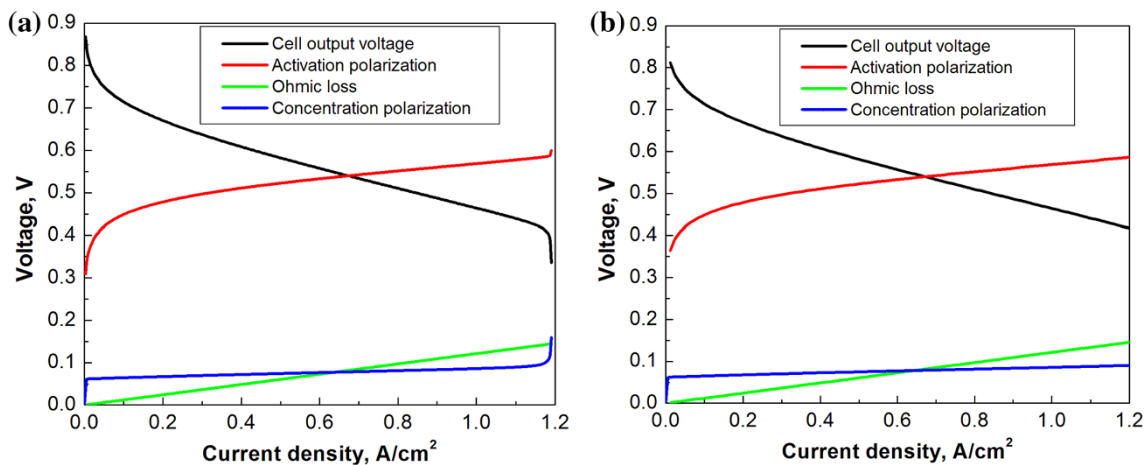 (a)
Cell output voltage
Activation polarization
Ohmic loss
Concentration polarization
Voltage, V
0.9
0.8
0.7
0.6
0.5
0.4
0.3
0.2
0.1
0.0
0.0 0.2 0.4 0.6 0.8 1.0 1.2
Current density, A/cm²
(b)
Cell output voltage
Activation polarization
Ohmic loss
Concentration polarization
Voltage, V
0.9
0.8
0.7
0.6
0.5
0.4
0.3
0.2
0.1
0.0
0.0 0.2 0.4 0.6 0.8 1.0 1.2
Current density, A/cm²